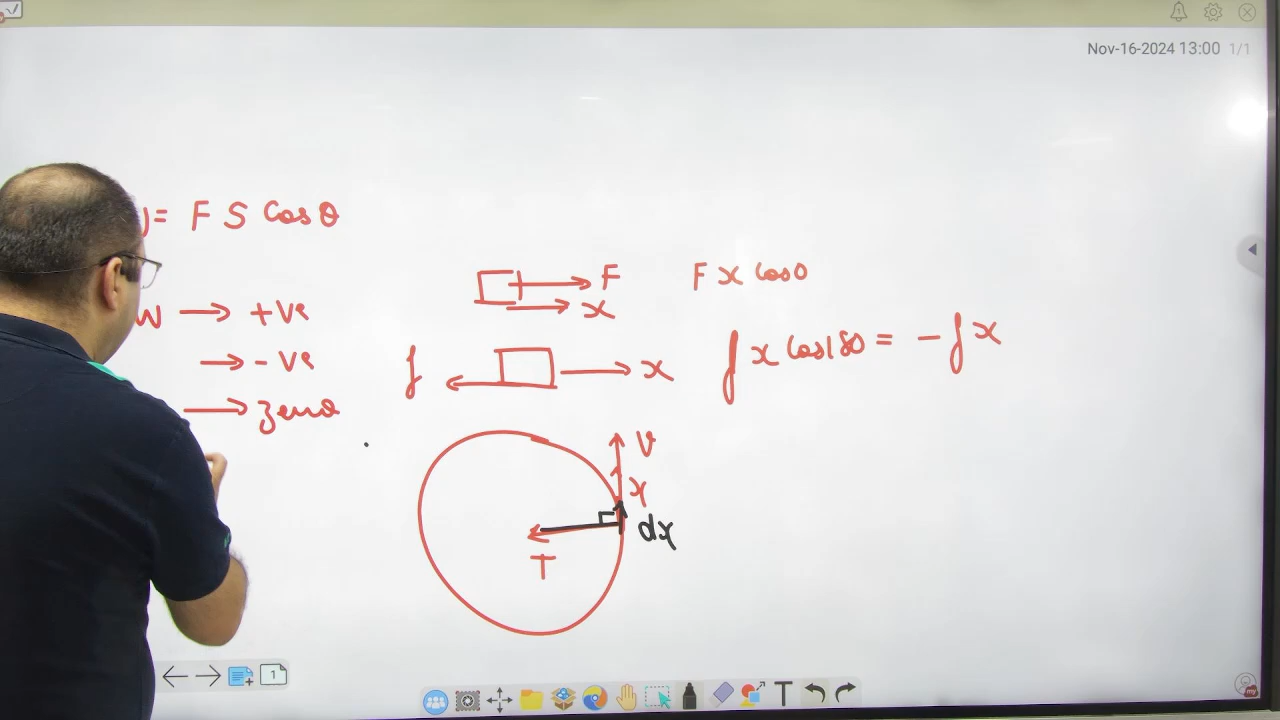 Nov-16-2024 13:00 1/1
= F S Cos θ
F
x
F x cos0
W → +ve
→ -ve
f
x
f x cos180 = -f x
→ zero
v
x
dx
T
1
T